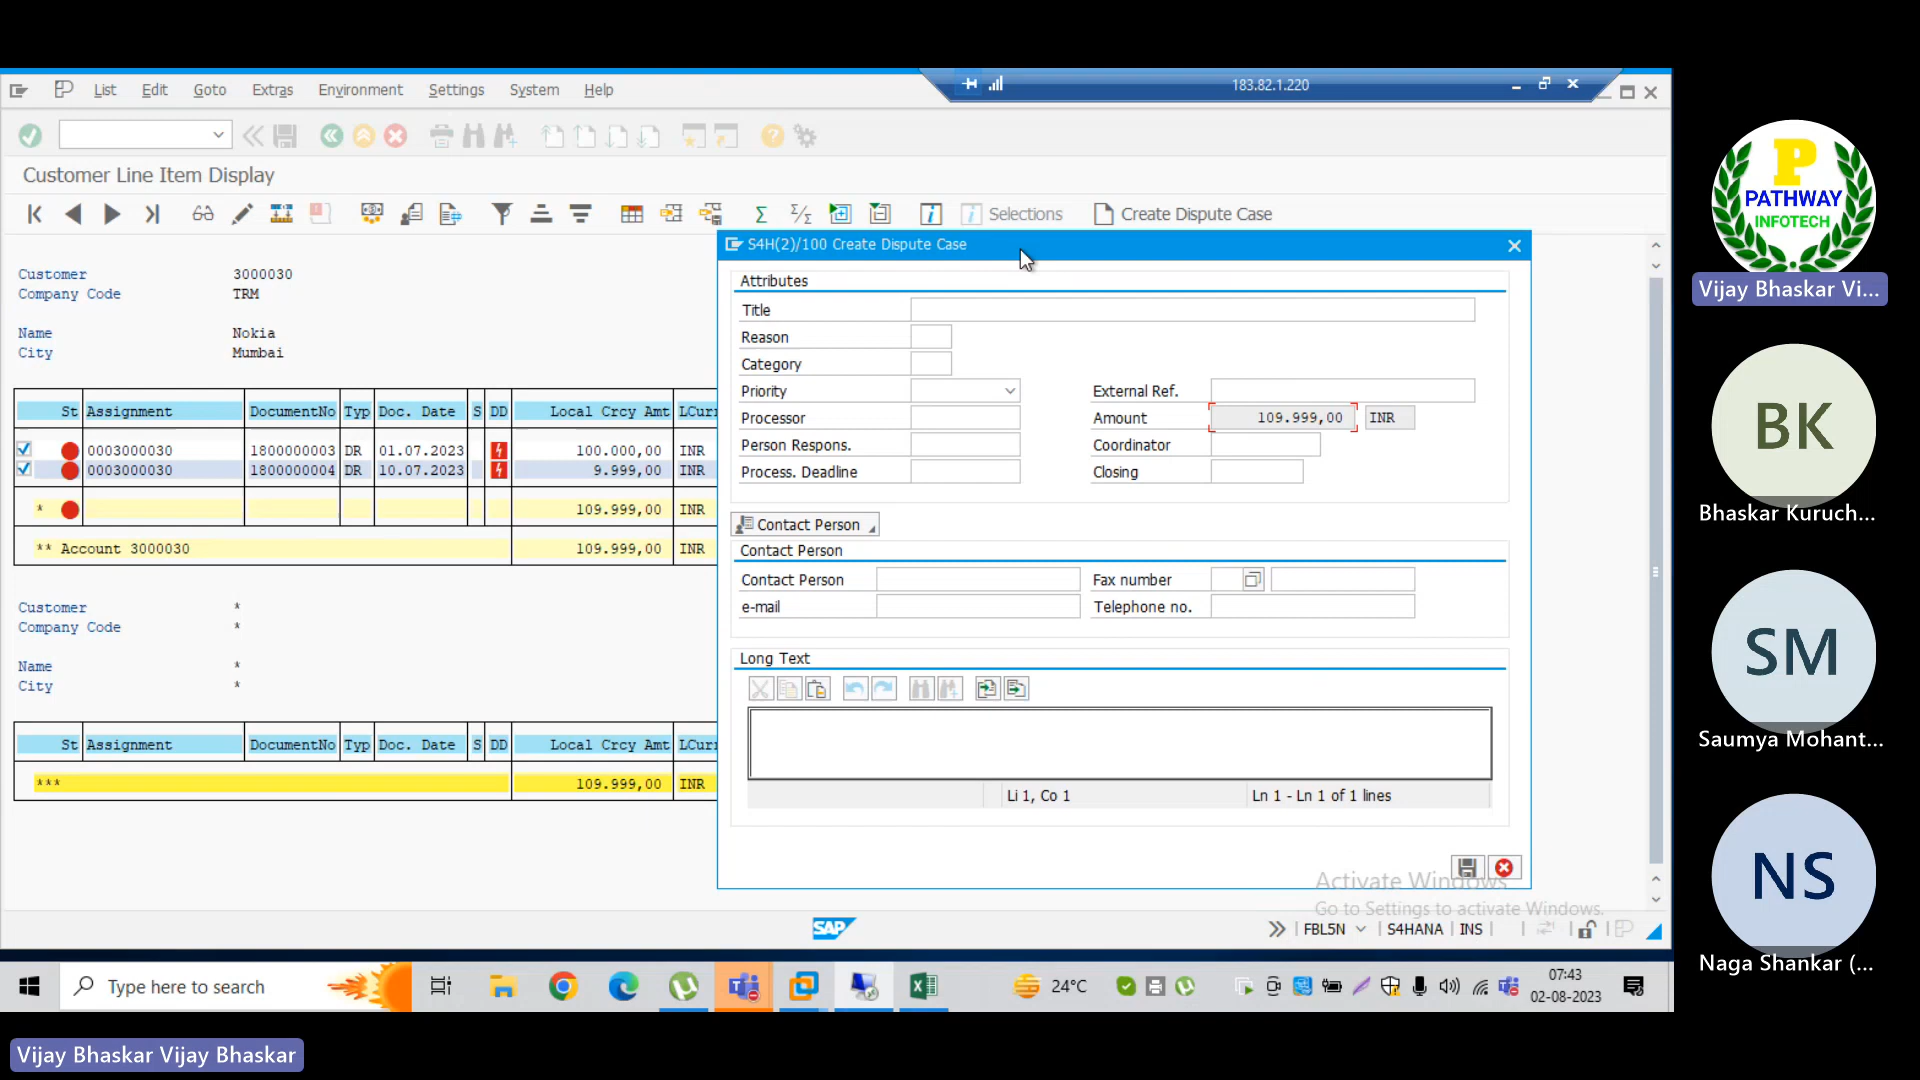 List Edit Goto Extras Environment Settings System Help
183.82.1.220
Customer Line Item Display
Selections Create Dispute Case
Customer 3000030
Company Code TRM
Name Nokia
City Mumbai
St Assignment DocumentNo Typ Doc. Date S DD Local Crcy Amt LCurr
0003000030 1800000003 DR 01.07.2023 100.000,00 INR
0003000030 1800000004 DR 10.07.2023 9.999,00 INR
* 109.999,00 INR
** Account 3000030 109.999,00 INR
Customer *
Company Code *
Name *
City *
St Assignment DocumentNo Typ Doc. Date S DD Local Crcy Amt LCurr
*** 109.999,00 INR
S4H(2)/100 Create Dispute Case
Attributes
Title
Reason
Category
Priority External Ref.
Processor Amount 109.999,00 INR
Person Respons. Coordinator
Process. Deadline Closing
Contact Person
Contact Person
Contact Person Fax number
e-mail Telephone no.
Long Text
Li 1, Co 1 Ln 1 - Ln 1 of 1 lines
Activate Windows
Go to Settings to activate Windows.
SAP FBL5N S4HANA INS
Type here to search
24°C
07:43
02-08-2023
P
PATHWAY
INFOTECH
Vijay Bhaskar Vi...
BK
Bhaskar Kuruch...
SM
Saumya Mohant...
NS
Naga Shankar (...
Vijay Bhaskar Vijay Bhaskar